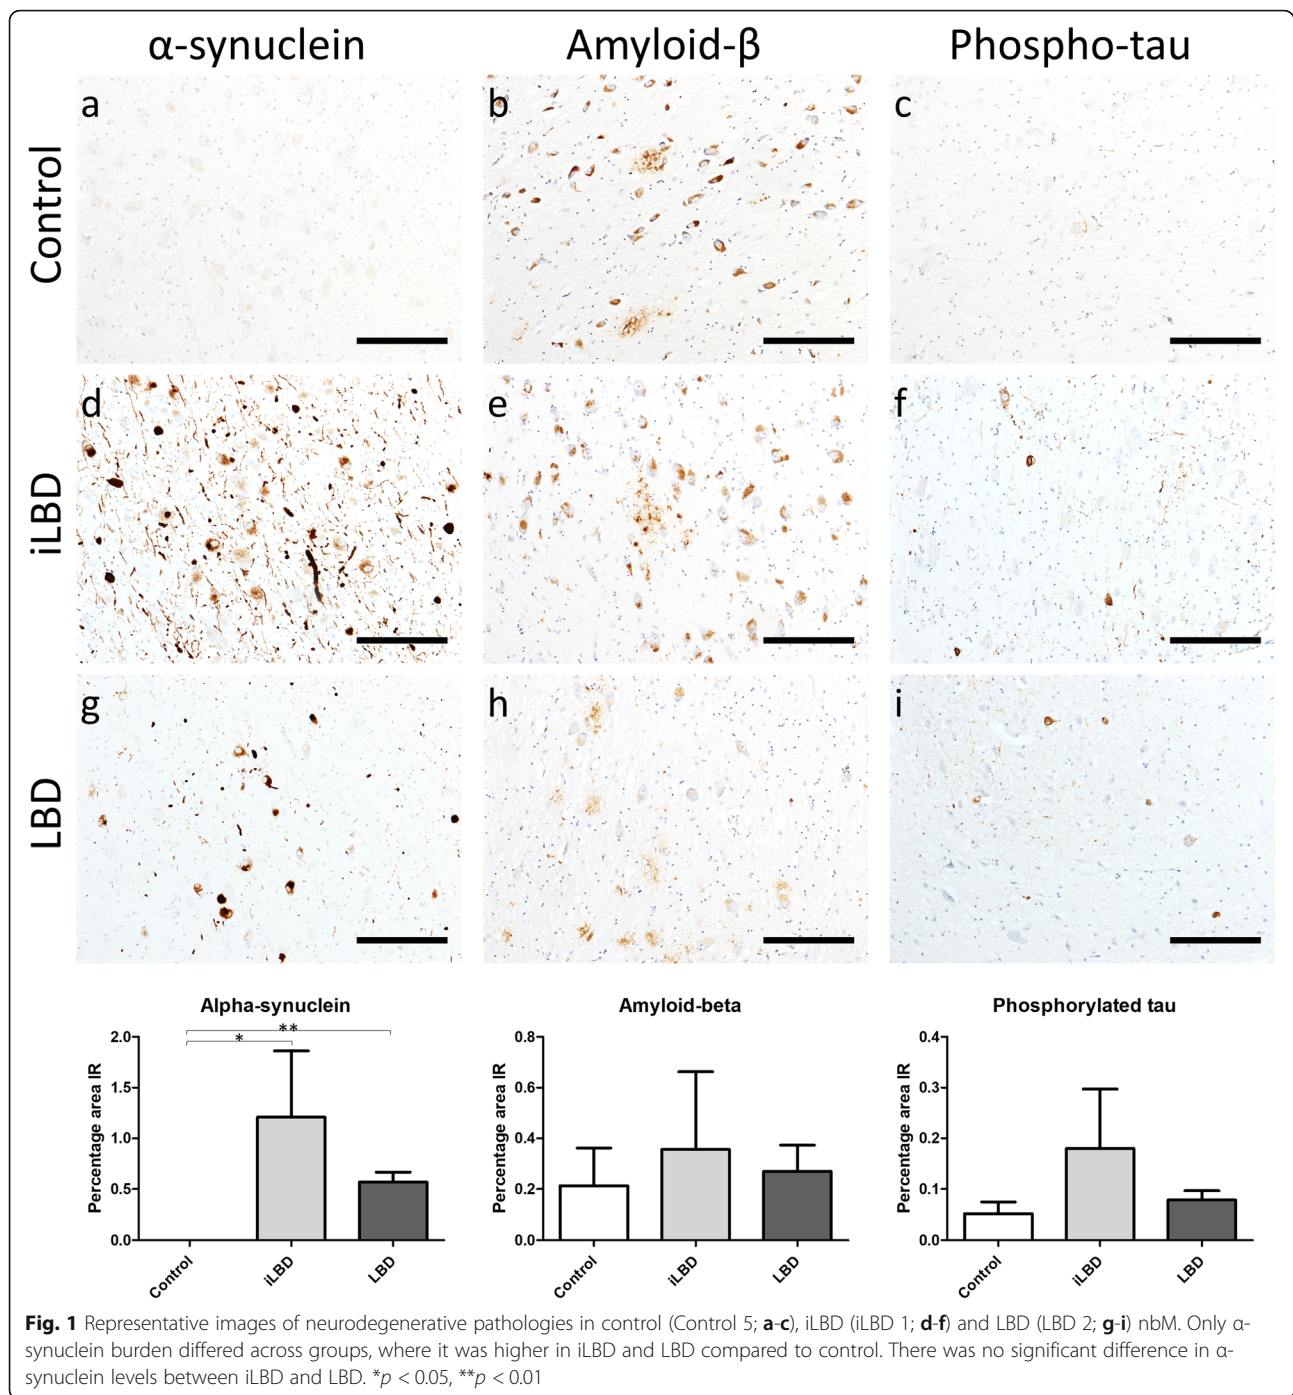 α-synuclein
Amyloid-β
Phospho-tau
Control
a
b
c
iLBD
d
e
f
LBD
g
h
i
Alpha-synuclein
**
*
Percentage area IR
2.0
1.5
1.0
0.5
0.0
Control
iLBD
LBD
Amyloid-beta
Percentage area IR
0.8
0.6
0.4
0.2
0.0
Control
iLBD
LBD
Phosphorylated tau
Percentage area IR
0.4
0.3
0.2
0.1
0.0
Control
iLBD
LBD
Fig. 1 Representative images of neurodegenerative pathologies in control (Control 5; a-c), iLBD (iLBD 1; d-f) and LBD (LBD 2; g-i) nbM. Only α-
synuclein burden differed across groups, where it was higher in iLBD and LBD compared to control. There was no significant difference in α-
synuclein levels between iLBD and LBD. *p < 0.05, **p < 0.01